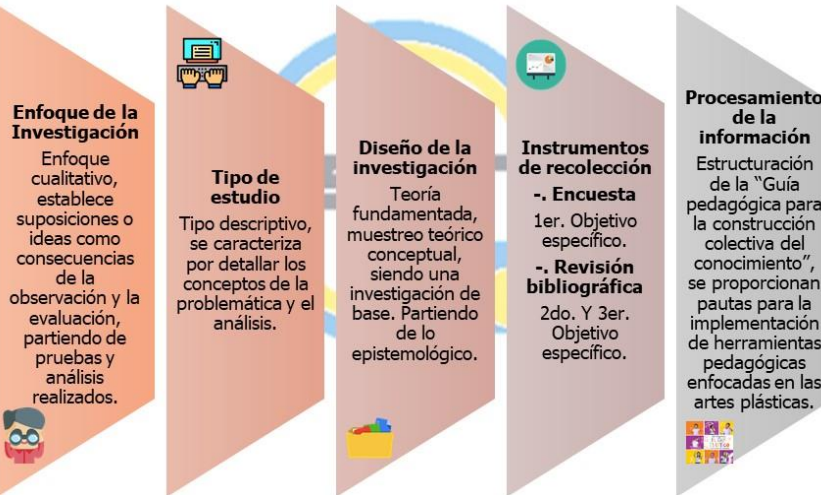 Enfoque de la
Investigación
Enfoque
cualitativo,
establece
suposiciones o
ideas como
consecuencias
de la
observación y la
evaluación,
partiendo de
pruebas y
análisis
realizados.
Tipo de
estudio
Tipo descriptivo,
se caracteriza
por detallar los
conceptos de la
problemática y el
análisis.
Diseño de la
investigación
Teoría
fundamentada,
muestreo teórico
conceptual,
siendo una
investigación de
base. Partiendo
de lo
epistemológico.
Instrumentos
de recolección
-. Encuesta
1er. Objetivo
específico.
-. Revisión
bibliográfica
2do. Y 3er.
Objetivo
específico.
Procesamiento
de la
información
Estructuración
de la “Guía
pedagógica para
la construcción
colectiva del
conocimiento”,
se proporcionan
pautas para la
implementación
de herramientas
pedagógicas
enfocadas en las
artes plásticas.